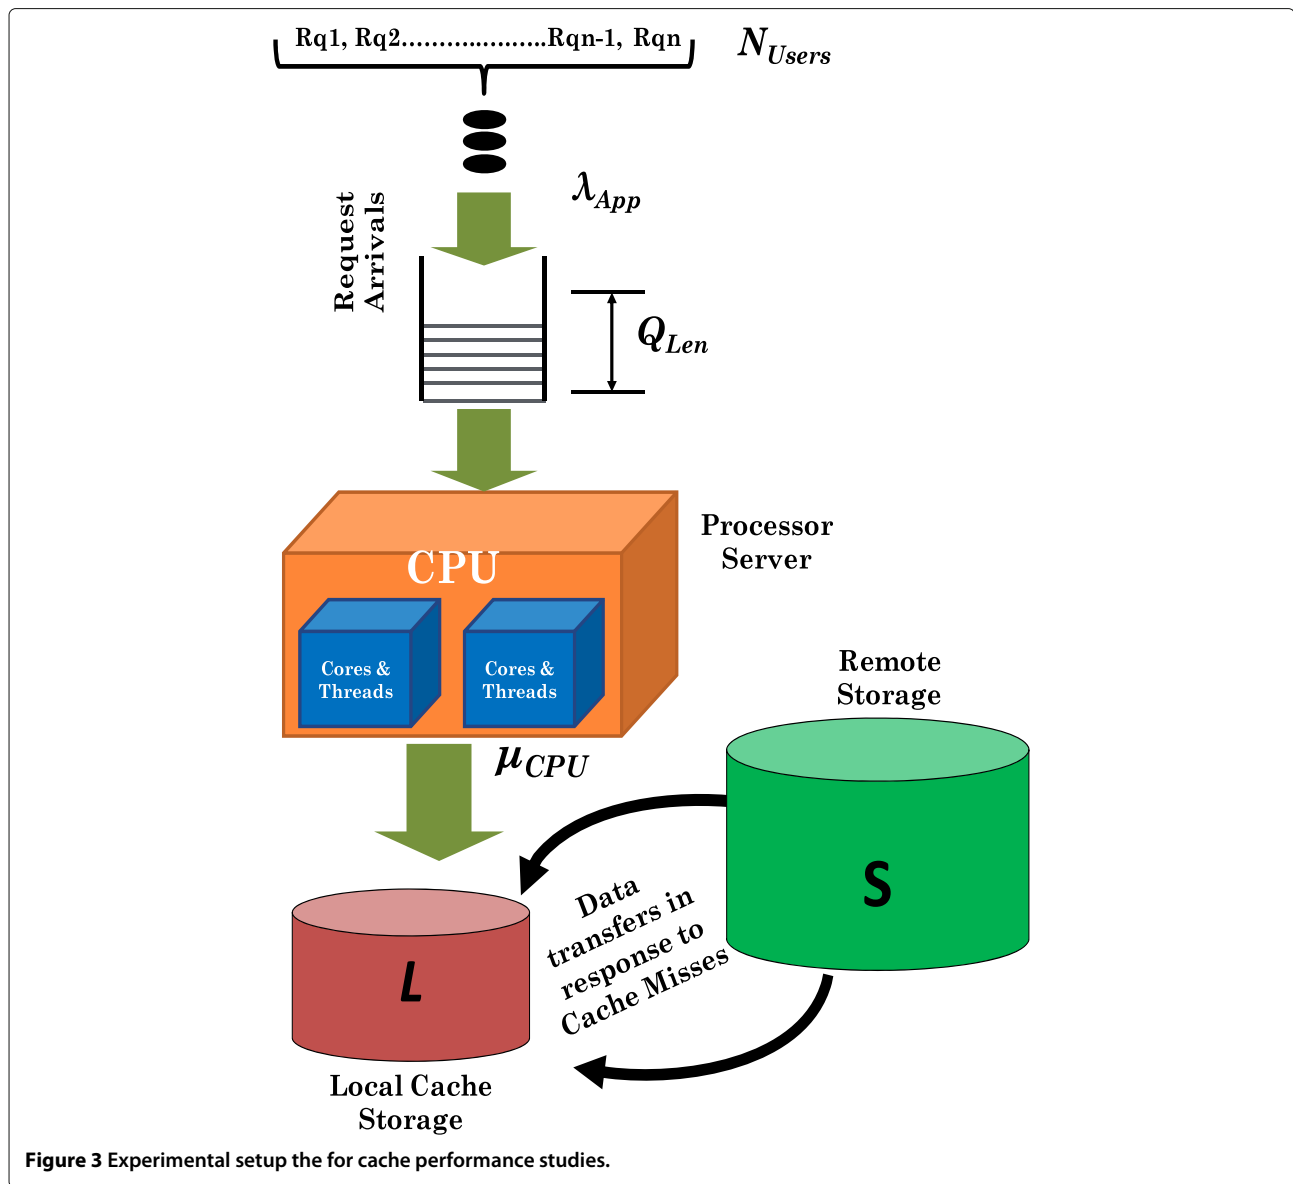 Rq1, Rq2......................Rqn-1, Rqn
N_Users
λ_App
Request
Arrivals
Q_Len
Processor
Server
CPU
Cores &
Threads
Cores &
Threads
μ_CPU
Remote
Storage
S
Data
transfers in
response to
Cache Misses
L
Local Cache
Storage
Figure 3 Experimental setup the for cache performance studies.